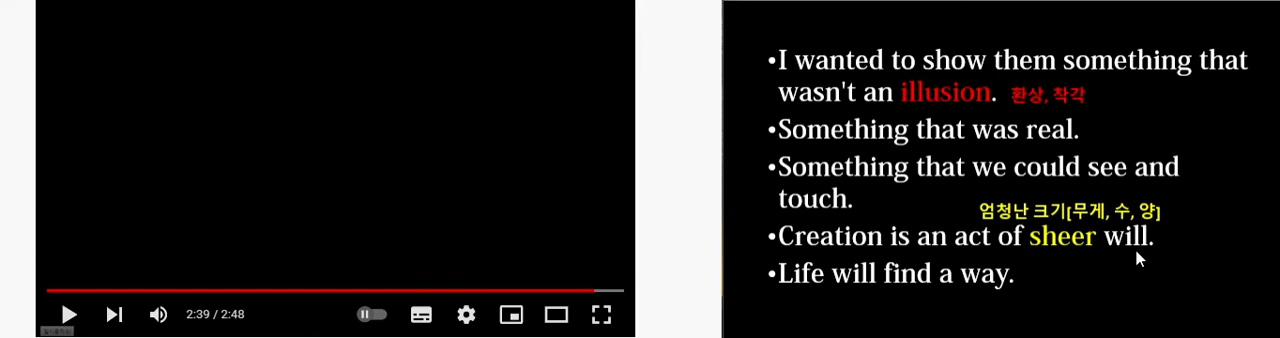 2:39 / 2:48
•I wanted to show them something that
wasn't an illusion. 환상, 착각
•Something that was real.
•Something that we could see and
touch.
엄청난 크기[무게, 수, 양]
•Creation is an act of sheer will.
•Life will find a way.